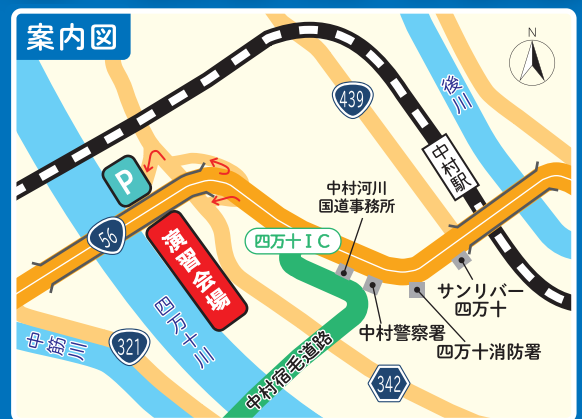 案内図
N
439
後川
中村駅
P
中村河川
国道事務所
56
四万十IC
演習会場
サンリバー
四万十
四万十川
中村警察署
四万十消防署
中筋川
321
中村宿毛道路
342